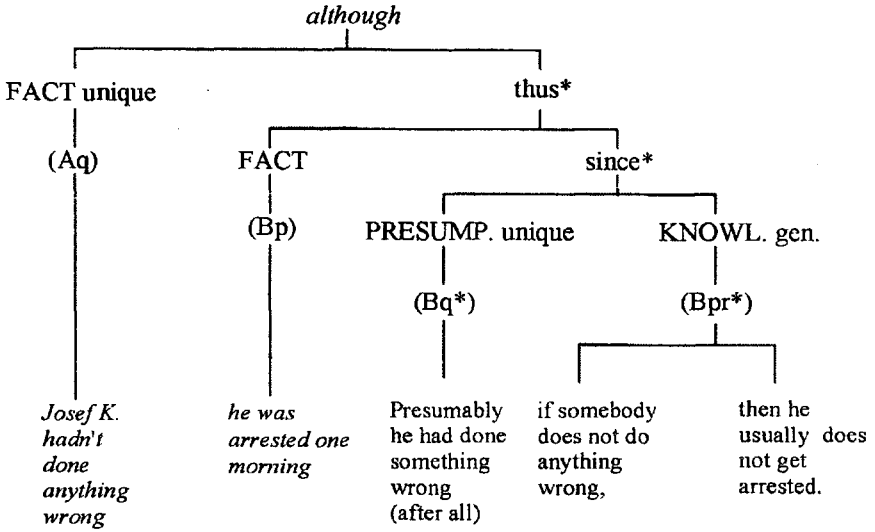 although
FACT unique
thus*
(Aq)
FACT
since*
(Bp)
PRESUMP. unique
KNOWL. gen.
(Bq*)
(Bpr*)
Josef K.
hadn't
done
anything
wrong
he was
arrested one
morning
Presumably
he had done
something
wrong
(after all)
if somebody
does not do
anything
wrong,
then he
usually does
not get
arrested.